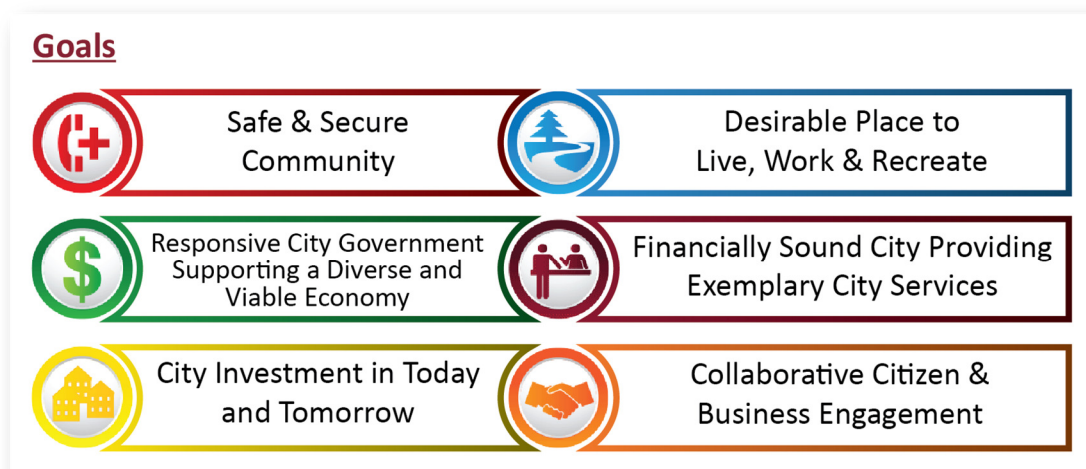 Goals
Safe & Secure
Community
Desirable Place to
Live, Work & Recreate
Responsive City Government
Supporting a Diverse and
Viable Economy
Financially Sound City Providing
Exemplary City Services
City Investment in Today
and Tomorrow
Collaborative Citizen &
Business Engagement